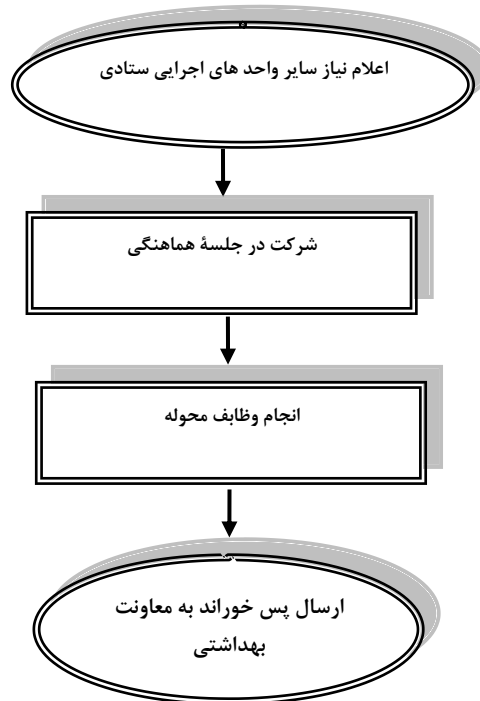 اعلام نیاز سایر واحد های اجرایی ستادی
شرکت در جلسۀ هماهنگی
انجام وظایف محوله
ارسال پس خوراند به معاونت
بهداشتی